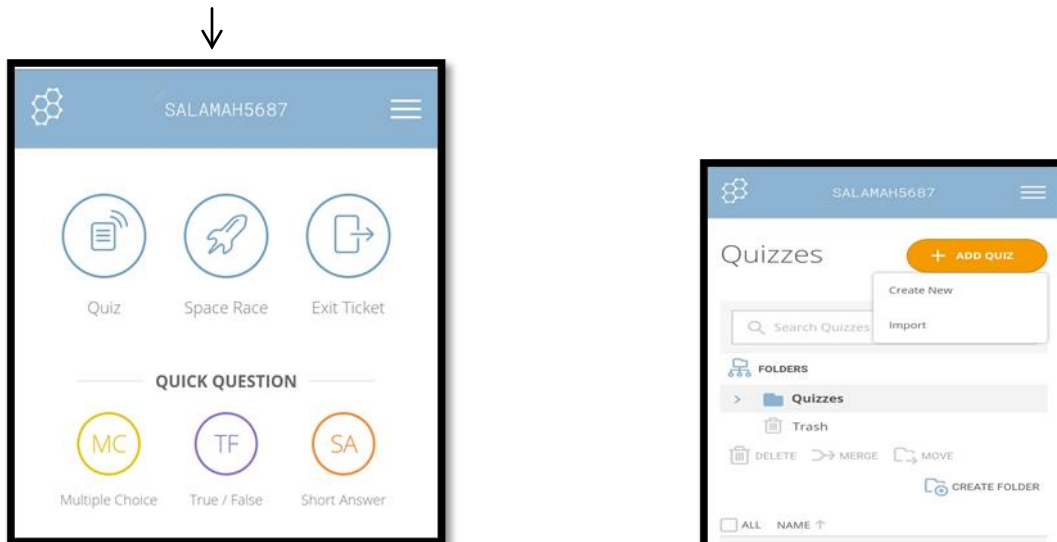 SALAMAH5687
Quiz Space Race Exit Ticket
QUICK QUESTION
MC TF SA
Multiple Choice True / False Short Answer
SALAMAH5687
Quizzes + ADD QUIZ
Create New
Search Quizzes Import
FOLDERS
> Quizzes
Trash
DELETE MERGE MOVE
CREATE FOLDER
ALL NAME ↑